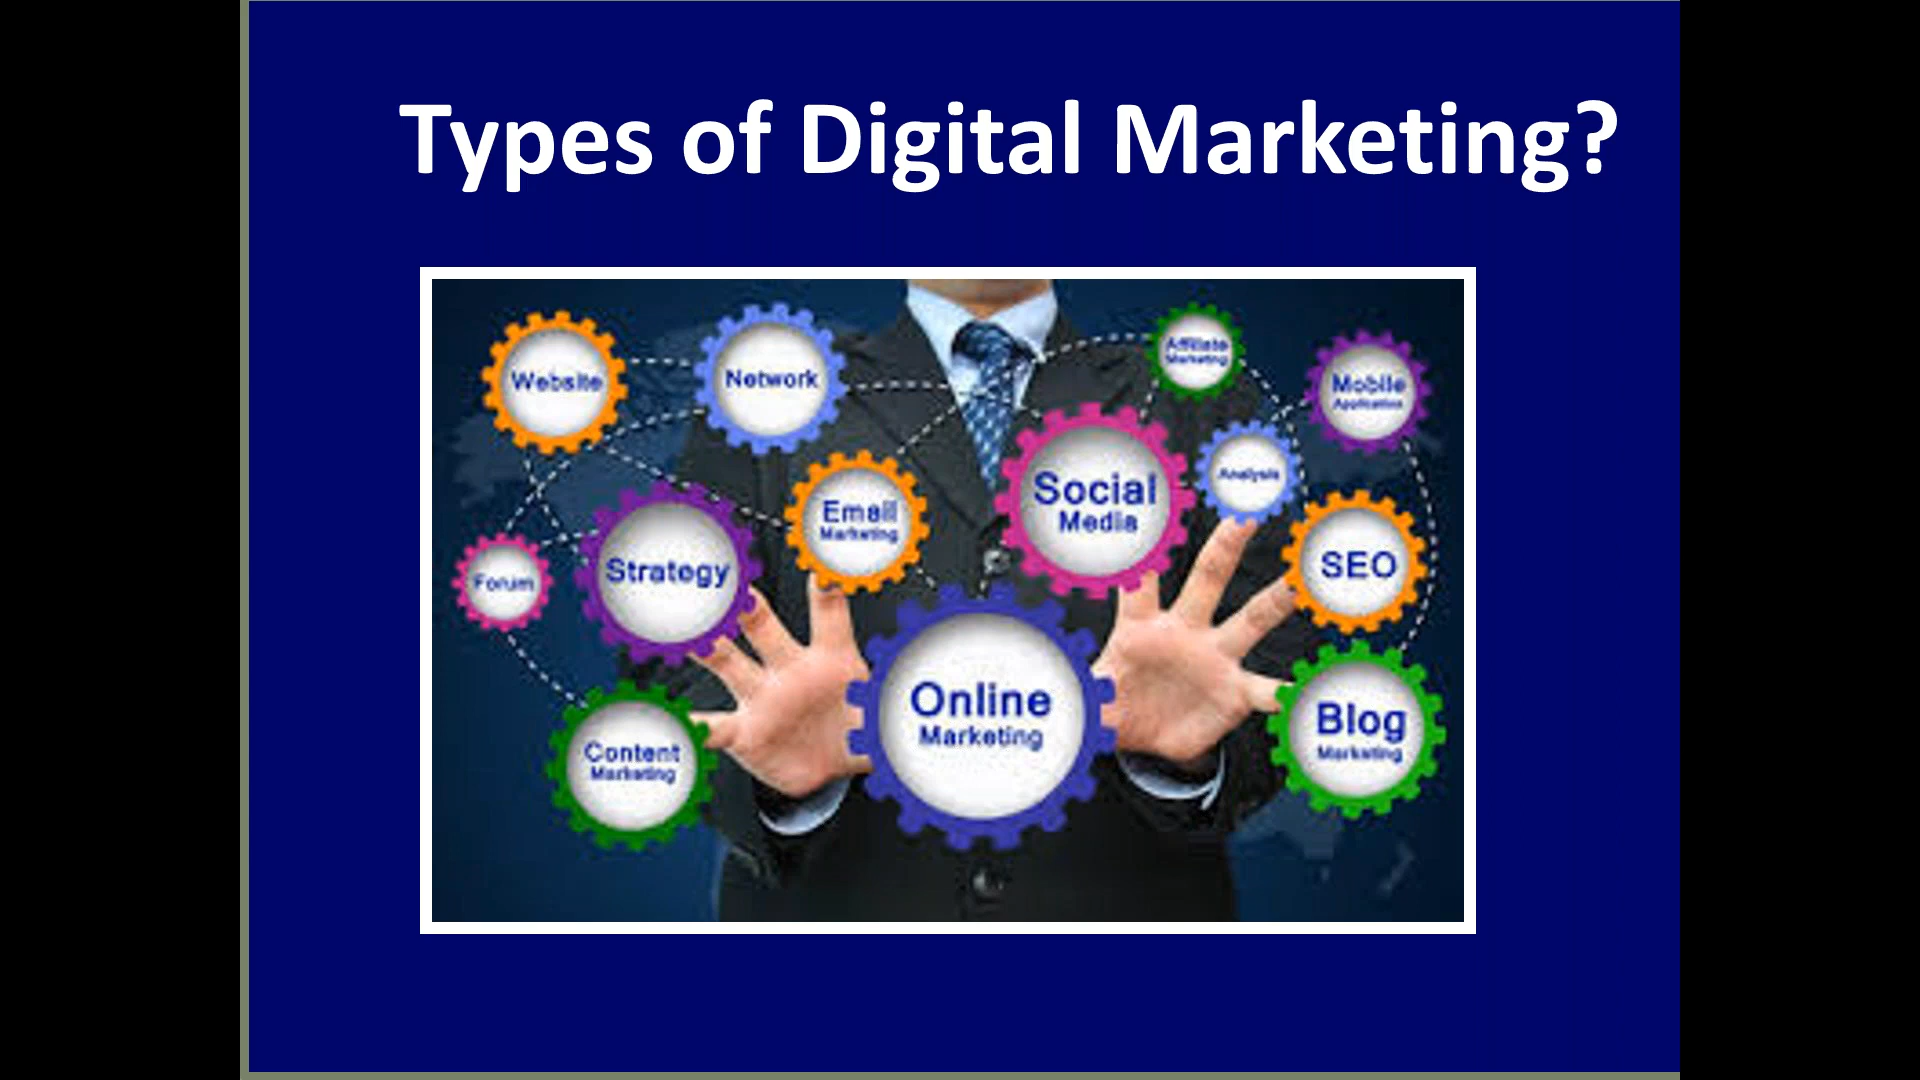 Types of Digital Marketing?
Website
Network
Affiliate
Marketing
Mobile
Application
Email
Marketing
Social
Media
Analysis
Forum
Strategy
SEO
Content
Marketing
Online
Marketing
Blog
Marketing